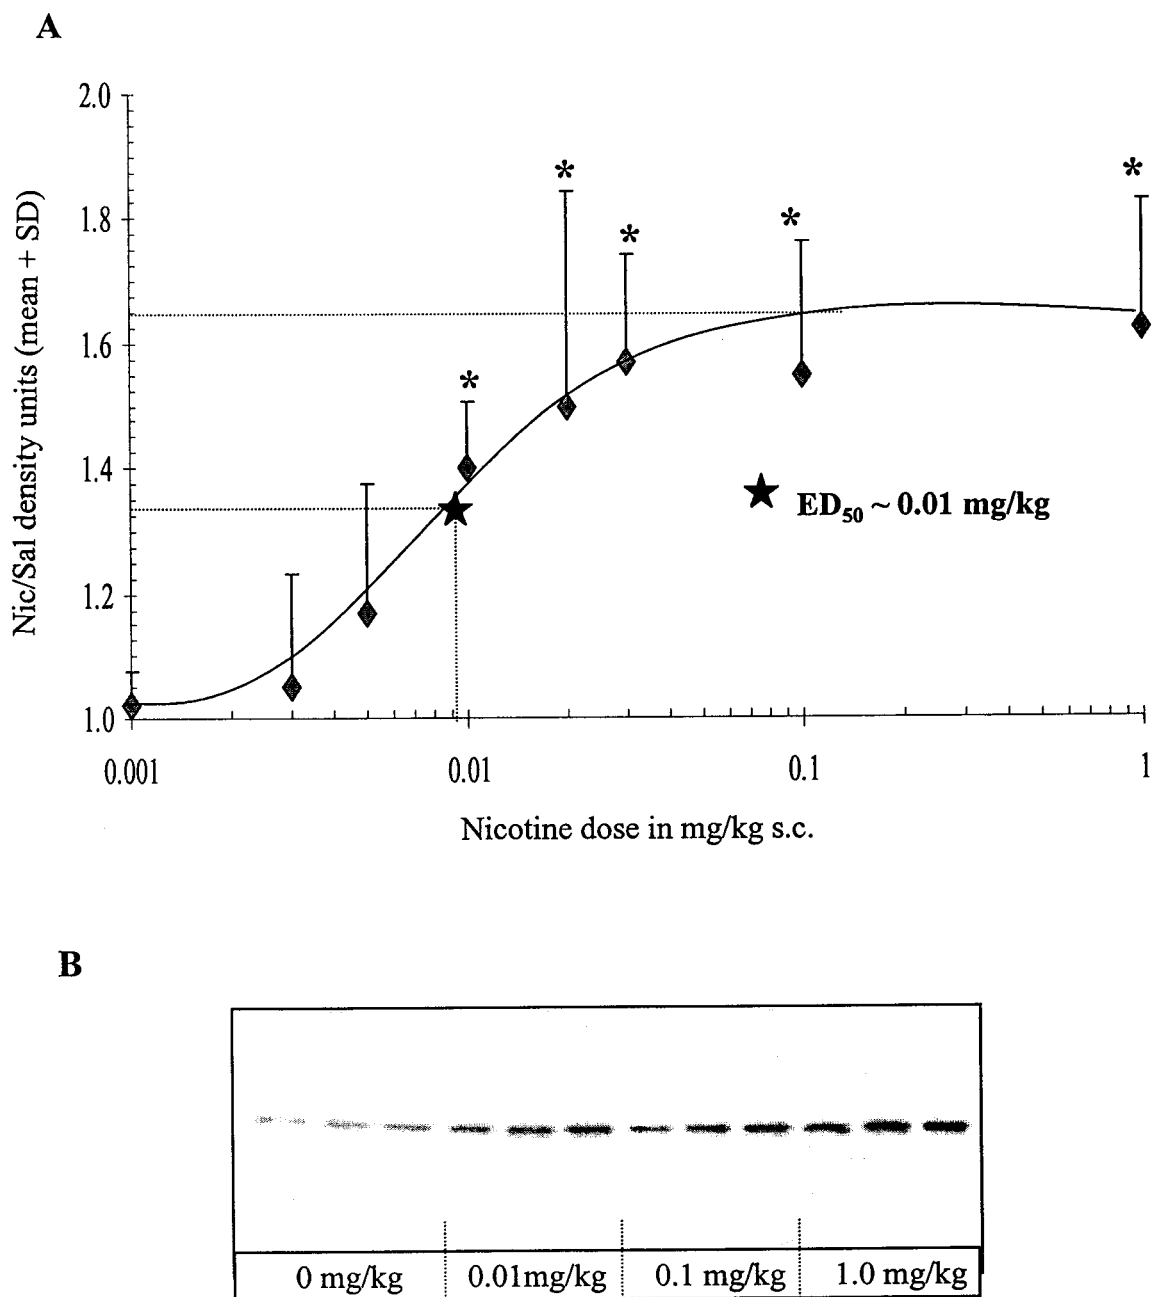 A
2.0
1.8
1.6
1.4
1.2
1.0
Nic/Sal density units (mean + SD)
*
*
*
*
*
ED50 ~ 0.01 mg/kg
0.001
0.01
0.1
1
Nicotine dose in mg/kg s.c.
B
0 mg/kg
0.01mg/kg
0.1 mg/kg
1.0 mg/kg